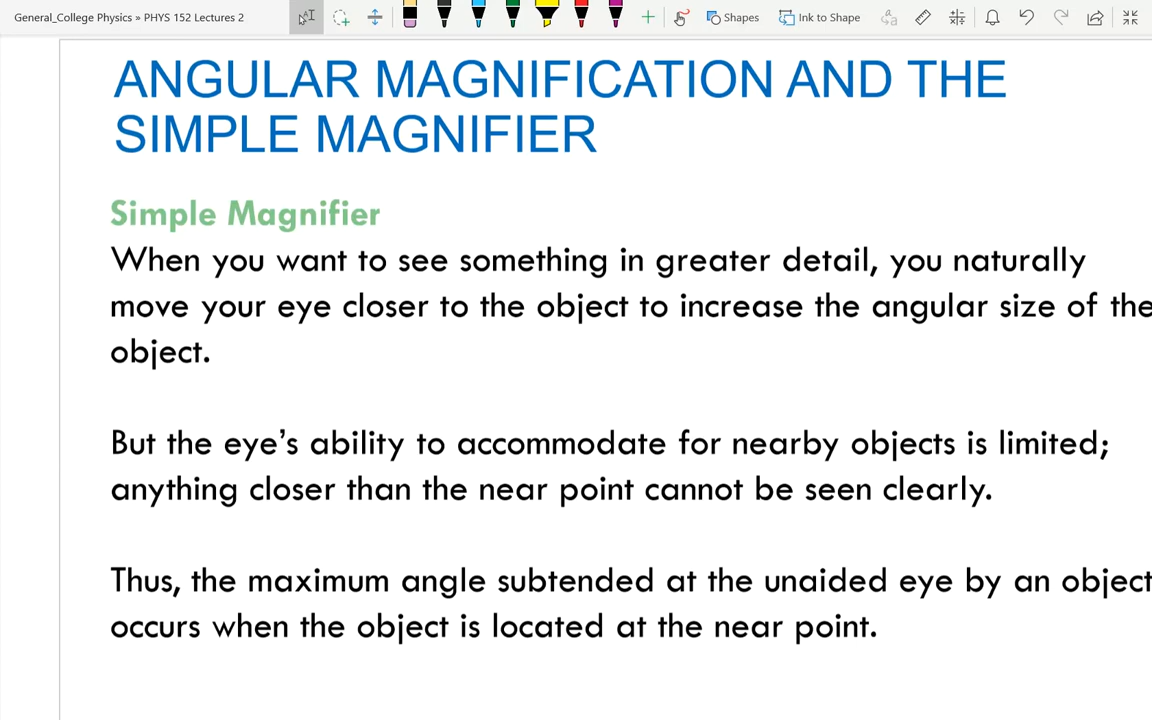 General_College Physics » PHYS 152 Lectures 2
Shapes
Ink to Shape
ANGULAR MAGNIFICATION AND THE
SIMPLE MAGNIFIER
Simple Magnifier
When you want to see something in greater detail, you naturally
move your eye closer to the object to increase the angular size of the
object.
But the eye’s ability to accommodate for nearby objects is limited;
anything closer than the near point cannot be seen clearly.
Thus, the maximum angle subtended at the unaided eye by an object
occurs when the object is located at the near point.